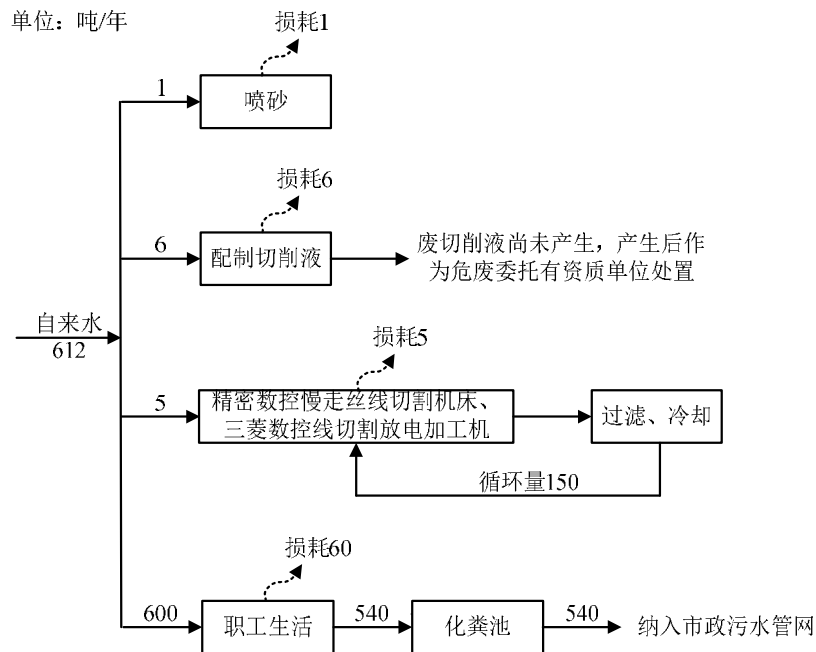 单位：吨/年
损耗1
1
喷砂
损耗6
6
配制切削液
废切削液尚未产生，产生后作
为危废委托有资质单位处置
自来水
612
损耗5
5
精密数控慢走丝线切割机床、
三菱数控线切割放电加工机
过滤、冷却
循环量150
损耗60
600
职工生活
540
化粪池
540
纳入市政污水管网